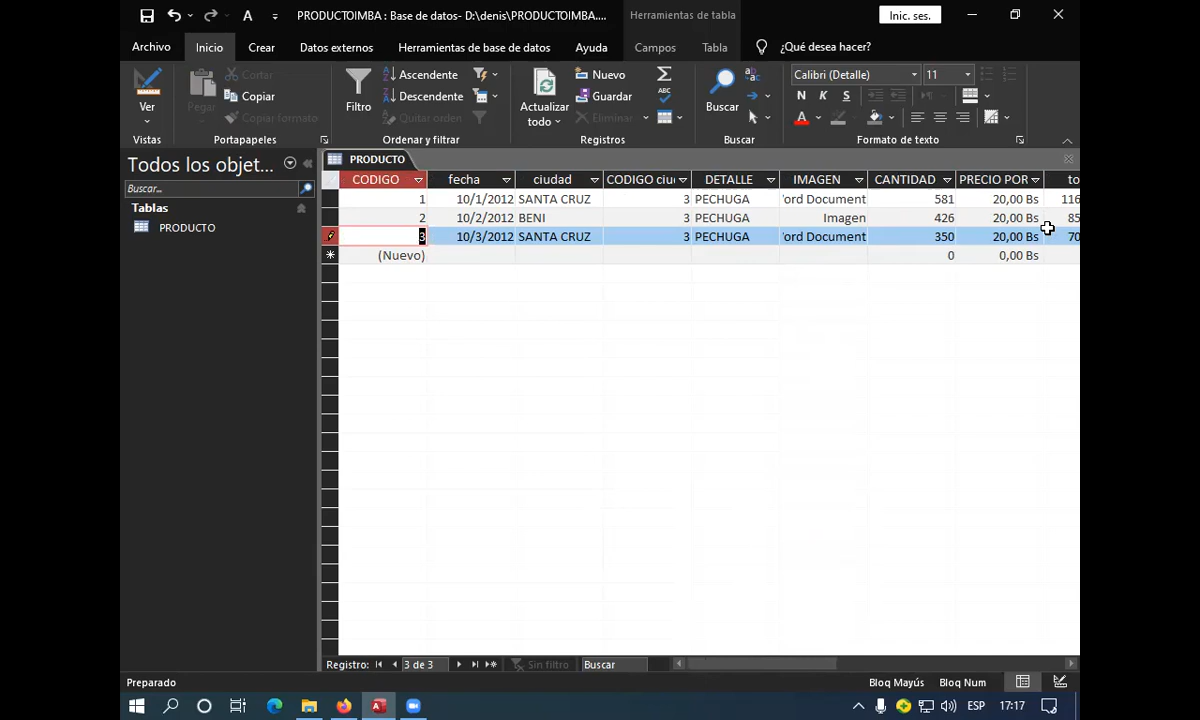 PRODUCTOIMBA : Base de datos- D:\denis\PRODUCTOIMBA....
Herramientas de tabla
Inic. ses.
Archivo Inicio Crear Datos externos Herramientas de base de datos Ayuda Campos Tabla ¿Qué desea hacer?
Ver
Vistas
Pegar
Cortar
Copiar
Copiar formato
Portapapeles
Filtro
Ascendente
Descendente
Quitar orden
Ordenar y filtrar
Actualizar
todo
Nuevo
Guardar
Eliminar
Registros
Buscar
Buscar
Calibri (Detalle) 11
N K S
A
Formato de texto
Todos los objet...
Buscar...
Tablas
PRODUCTO
PRODUCTO
CODIGO fecha ciudad CODIGO ciu DETALLE IMAGEN CANTIDAD PRECIO POR to
1 10/1/2012 SANTA CRUZ 3 PECHUGA 'ord Document 581 20,00 Bs 116
2 10/2/2012 BENI 3 PECHUGA Imagen 426 20,00 Bs 85
3 10/3/2012 SANTA CRUZ 3 PECHUGA 'ord Document 350 20,00 Bs 70
(Nuevo) 0 0,00 Bs
Registro: 3 de 3 Sin filtro Buscar
Preparado Bloq Mayús Bloq Num
ESP 17:17